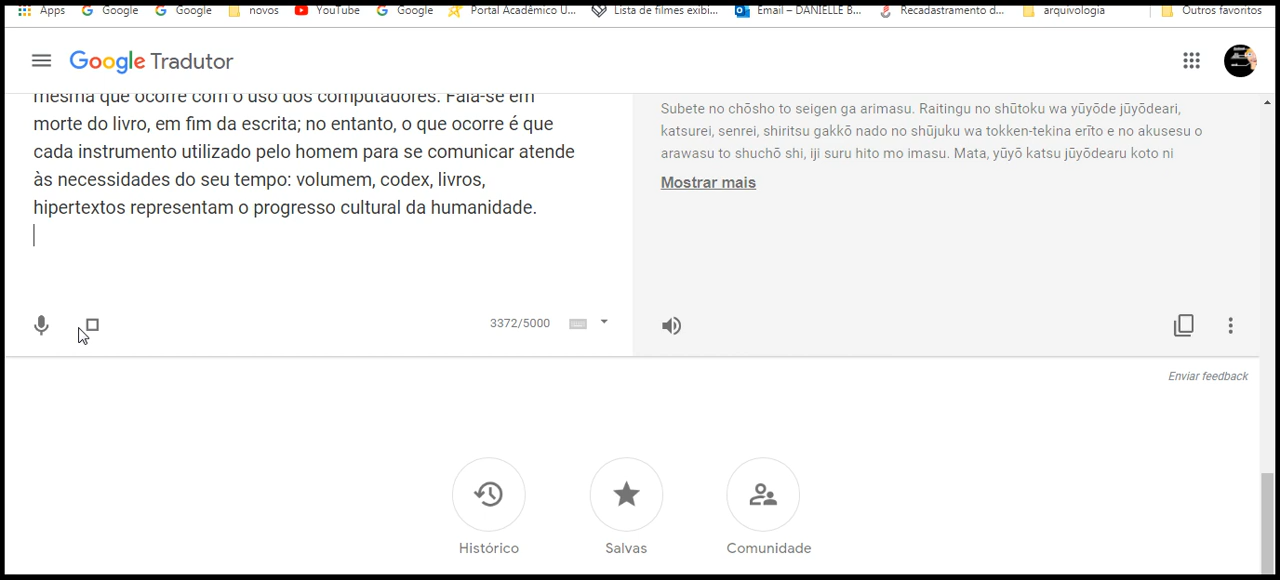 Apps Google Google novos YouTube Google Portal Acadêmico U... Lista de filmes exibi... Email – DANIELLE B... Recadastramento d... arquivologia Outros favoritos
Google Tradutor
mesma que ocorre com o uso dos computadores. Fala-se em
morte do livro, em fim da escrita; no entanto, o que ocorre é que
cada instrumento utilizado pelo homem para se comunicar atende
às necessidades do seu tempo: volumem, codex, livros,
hipertextos representam o progresso cultural da humanidade.
3372/5000
Subete no chōsho to seigen ga arimasu. Raitingu no shūtoku wa yūyōde jūyōdeari,
katsurei, senrei, shiritsu gakkō nado no shūjuku wa tokken-tekina erīto e no akusesu o
arawasu to shuchō shi, iji suru hito mo imasu. Mata, yūyō katsu jūyōdearu koto ni
Mostrar mais
Enviar feedback
Histórico Salvas Comunidade